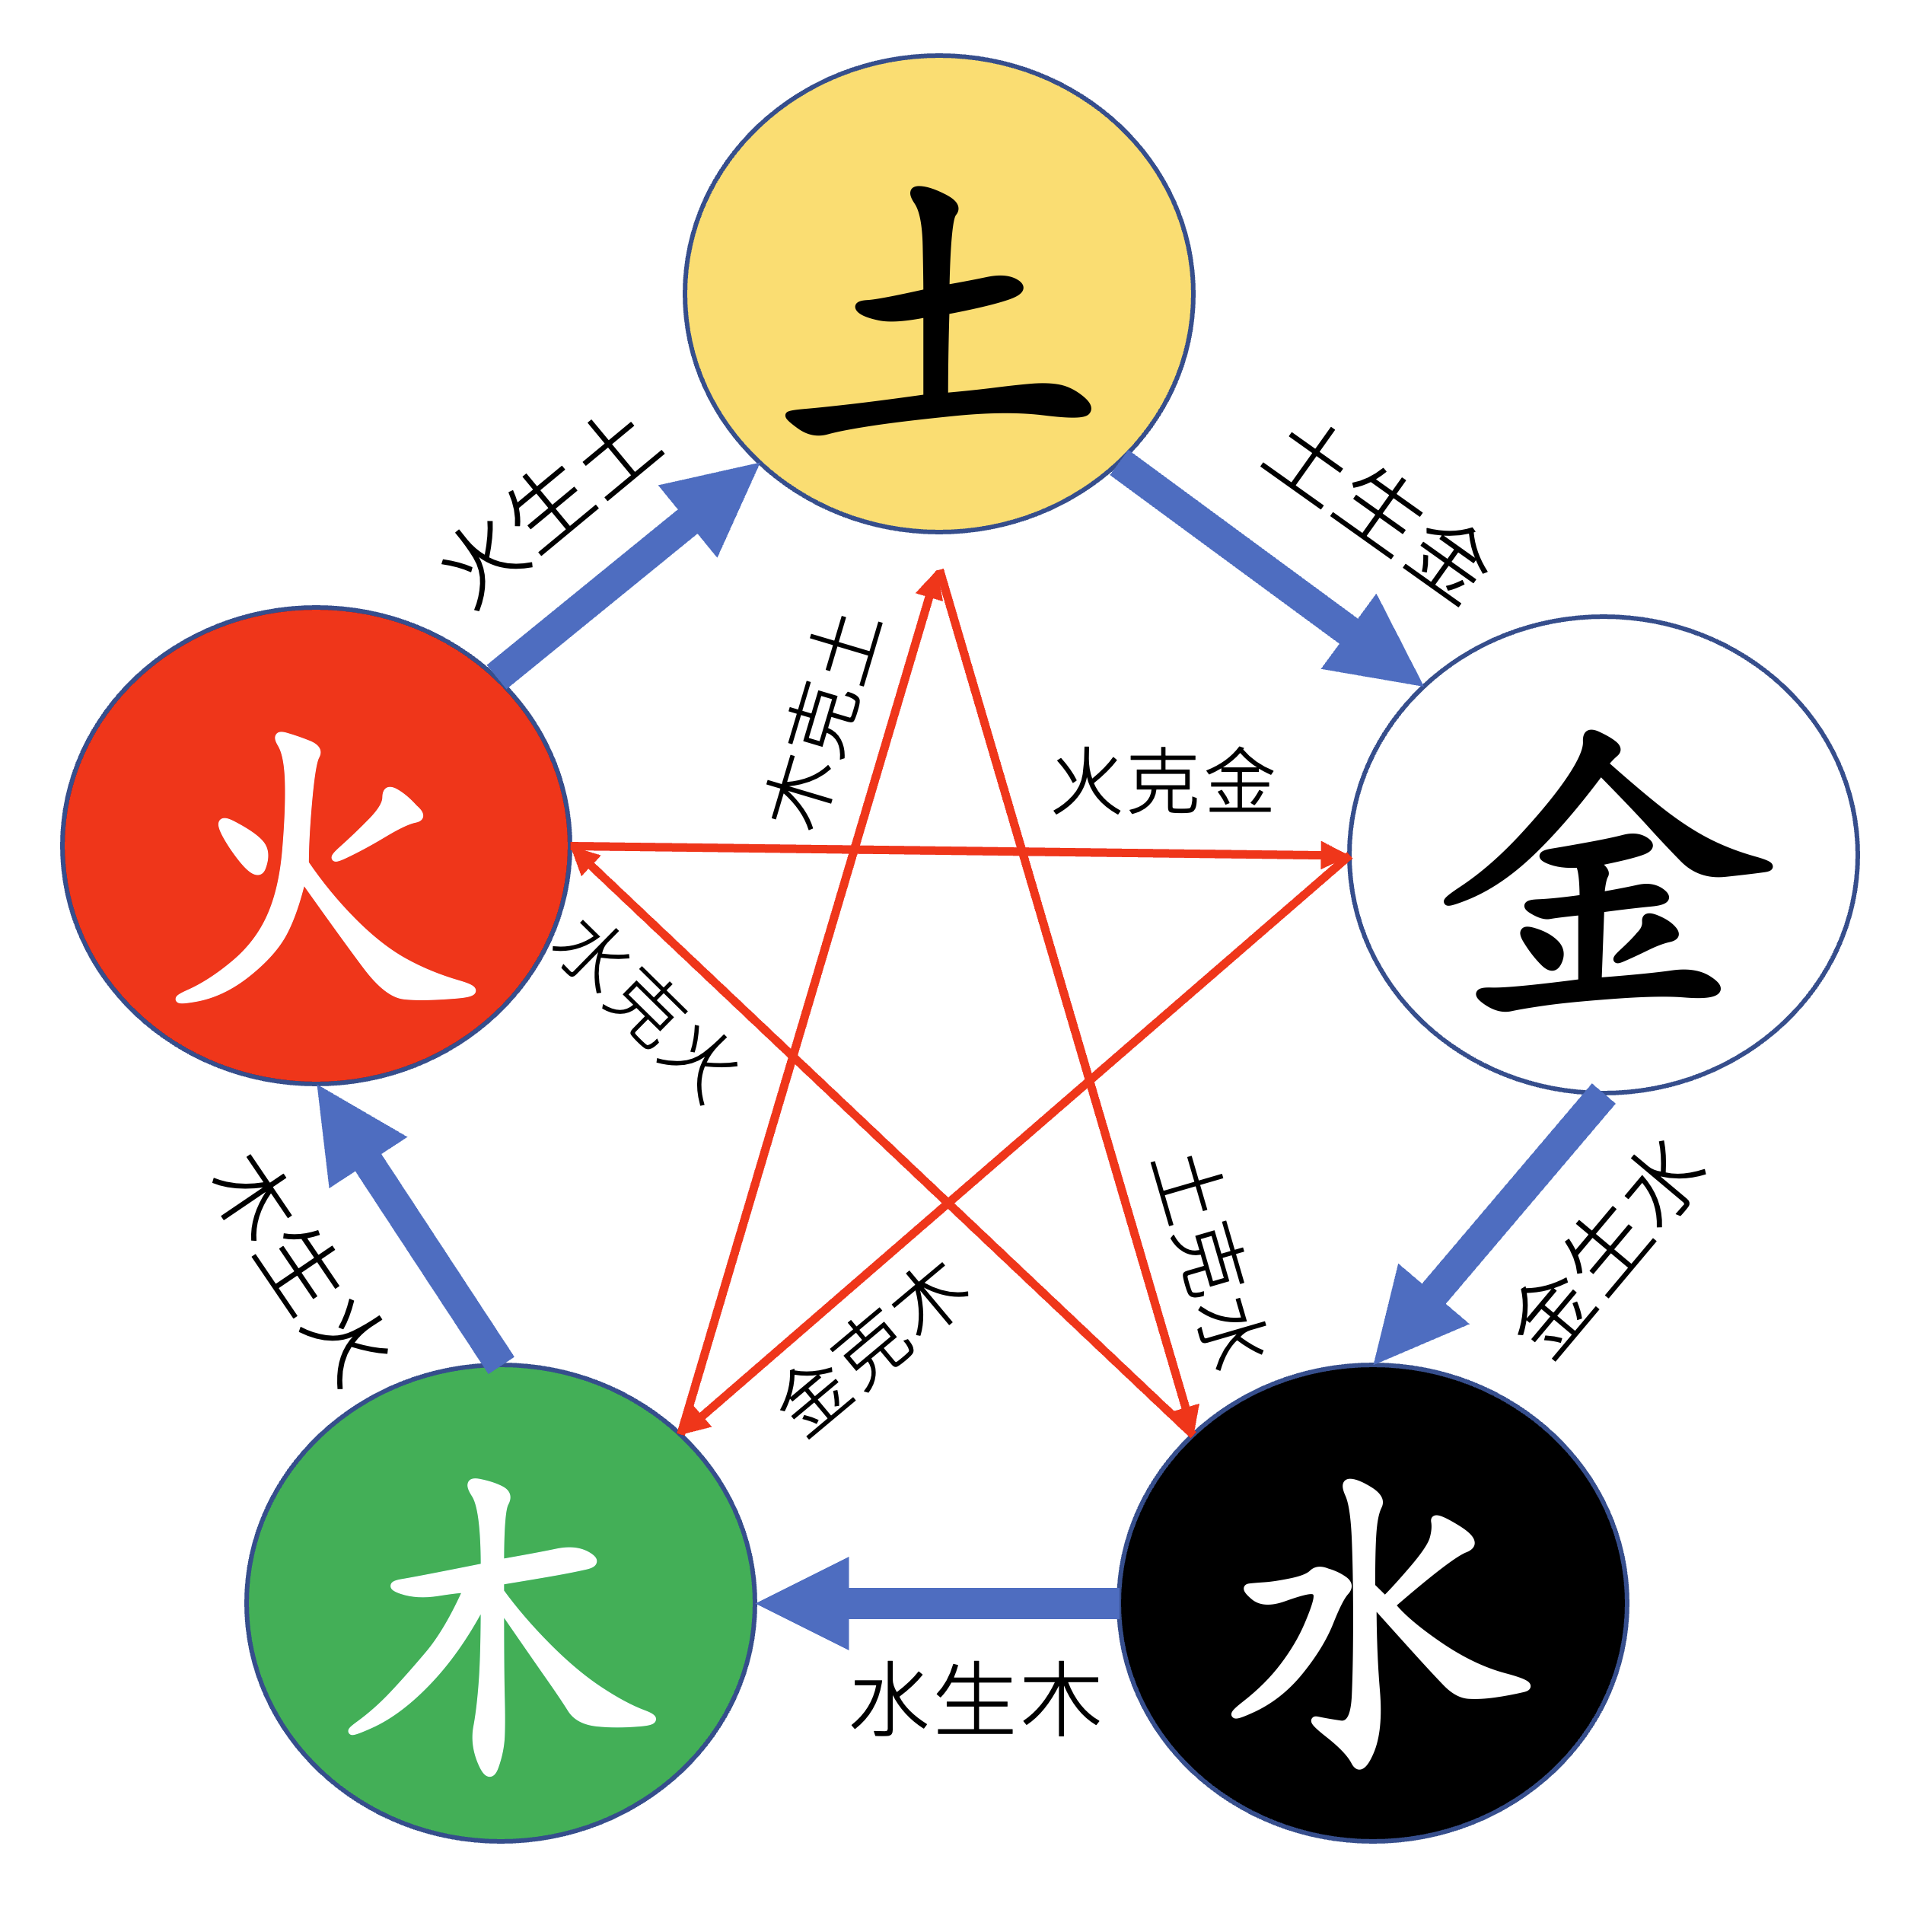 土
火生土
土生金
火
金
木克土
火克金
水克火
木生火
土克水
金生水
金克木
木
水
水生木